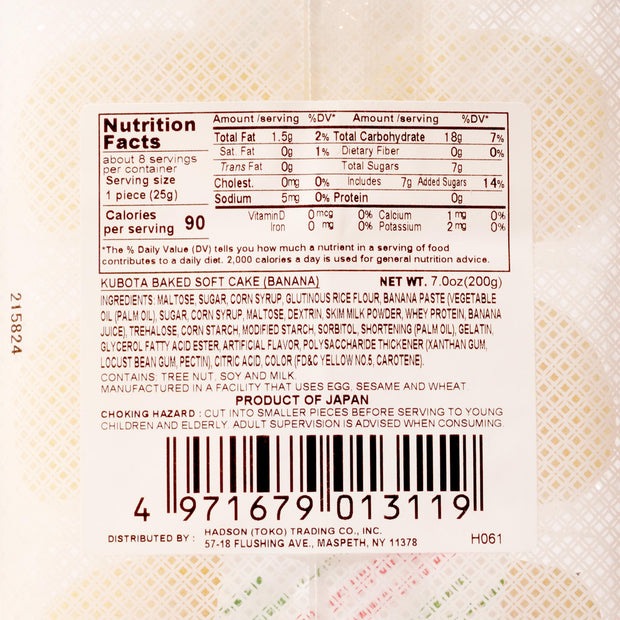 Nutrition Facts
about 8 servings per container
Serving size
1 piece (25g)
Calories per serving 90
Amount /serving %DV* Amount /serving %DV*
Total Fat 1.5g 2% Total Carbohydrate 18g 7%
Sat. Fat 0g 1% Dietary Fiber 0g 0%
Trans Fat 0g Total Sugars 7g
Cholest. 0mg 0% Includes 7g Added Sugars 14%
Sodium 5mg 0% Protein 0g
Vitamin D 0 mcg 0% Calcium 1 mg 0%
Iron 0 mg 0% Potassium 2 mg 0%
*The % Daily Value (DV) tells you how much a nutrient in a serving of food
contributes to a daily diet. 2,000 calories a day is used for general nutrition advice.
KUBOTA BAKED SOFT CAKE (BANANA) NET WT. 7.0oz(200g)
INGREDIENTS: MALTOSE, SUGAR, CORN SYRUP, GLUTINOUS RICE FLOUR, BANANA PASTE (VEGETABLE
OIL (PALM OIL), SUGAR, CORN SYRUP, MALTOSE, DEXTRIN, SKIM MILK POWDER, WHEY PROTEIN, BANANA
JUICE), TREHALOSE, CORN STARCH, MODIFIED STARCH, SORBITOL, SHORTENING (PALM OIL), GELATIN,
GLYCEROL FATTY ACID ESTER, ARTIFICIAL FLAVOR, POLYSACCHARIDE THICKENER (XANTHAN GUM,
LOCUST BEAN GUM, PECTIN), CITRIC ACID, COLOR (FD&C YELLOW NO.5, CAROTENE).
CONTAINS: TREE NUT, SOY AND MILK.
MANUFACTURED IN A FACILITY THAT USES EGG, SESAME AND WHEAT.
PRODUCT OF JAPAN
CHOKING HAZARD : CUT INTO SMALLER PIECES BEFORE SERVING TO YOUNG
CHILDREN AND ELDERLY. ADULT SUPERVISION IS ADVISED WHEN CONSUMING.
4 971679 013119
DISTRIBUTED BY : HADSON (TOKO) TRADING CO., INC.
57-18 FLUSHING AVE., MASPETH, NY 11378 H061
215824